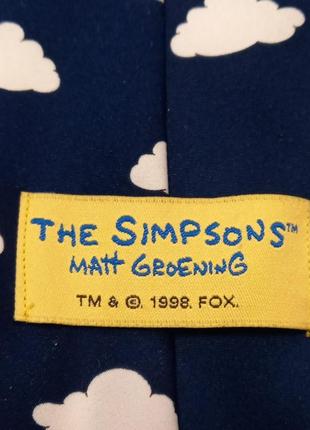 THE SIMPSONS™
MATT GROENING
TM & ©. 1998. FOX.